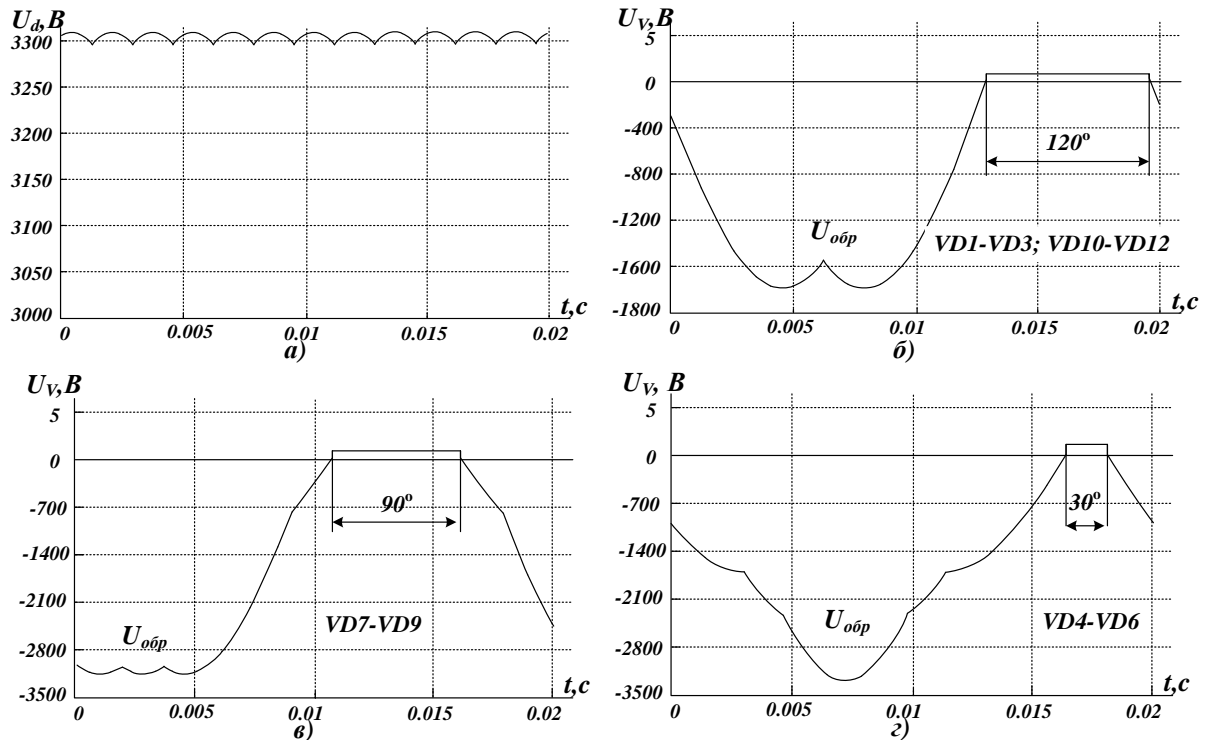 U_d,В
3300
3250
3200
3150
3100
3050
3000
0
0.005
0.01
0.015
0.02
t,с
а)
U_V,В
5
0
-400
-800
-1200
-1600
-1800
120°
U_обр
VD1-VD3; VD10-VD12
0
0.005
0.01
0.015
0.02
t,с
б)
U_V,В
5
0
-700
-1400
-2100
-2800
-3500
90°
U_обр
VD7-VD9
0
0.005
0.01
0.015
0.02
t,с
в)
U_V, В
5
0
-700
-1400
-2100
-2800
-3500
30°
U_обр
VD4-VD6
0
0.005
0.01
0.015
0.02
t,с
г)